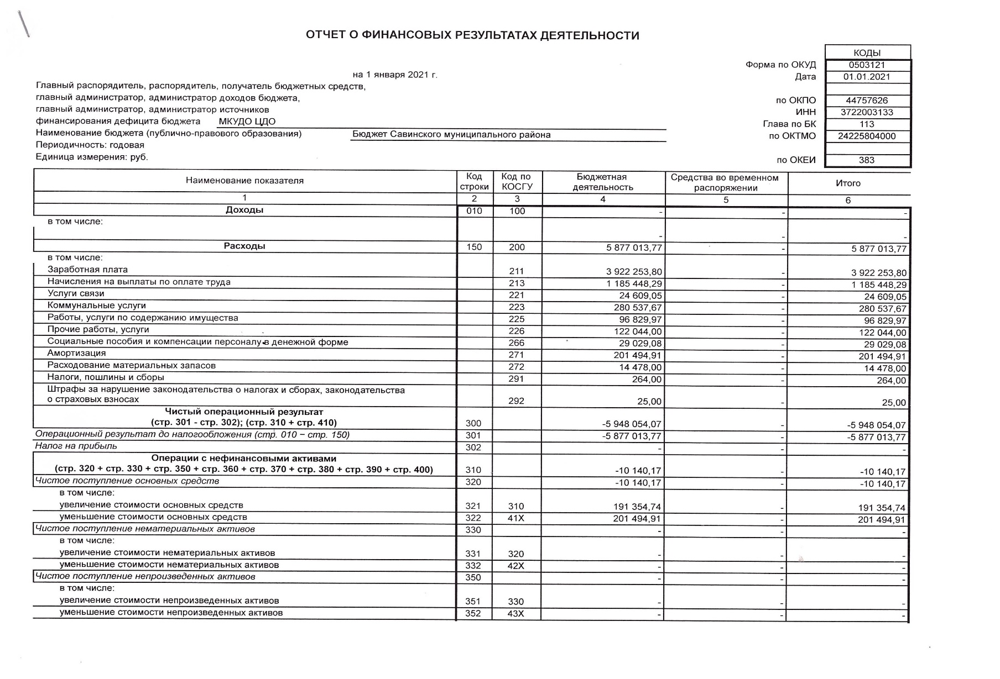 ОТЧЕТ О ФИНАНСОВЫХ РЕЗУЛЬТАТАХ ДЕЯТЕЛЬНОСТИ
КОДЫ
Форма по ОКУД 0503121
на 1 января 2021 г. Дата 01.01.2021
Главный распорядитель, распорядитель, получатель бюджетных средств,
главный администратор, администратор доходов бюджета, по ОКПО 44757626
главный администратор, администратор источников ИНН 3722003133
финансирования дефицита бюджета МКУДО ЦДО Глава по БК 113
Наименование бюджета (публично-правового образования) Бюджет Савинского муниципального района по ОКТМО 24225804000
Периодичность: годовая
Единица измерения: руб. по ОКЕИ 383
Наименование показателя Код строки Код по КОСГУ Бюджетная деятельность Средства во временном распоряжении Итого
1 2 3 4 5 6
Доходы 010 100 - - -
в том числе:
- - -
Расходы 150 200 5 877 013,77 - 5 877 013,77
в том числе:
Заработная плата 211 3 922 253,80 - 3 922 253,80
Начисления на выплаты по оплате труда 213 1 185 448,29 - 1 185 448,29
Услуги связи 221 24 609,05 - 24 609,05
Коммунальные услуги 223 280 537,67 - 280 537,67
Работы, услуги по содержанию имущества 225 96 829,97 - 96 829,97
Прочие работы, услуги 226 122 044,00 - 122 044,00
Социальные пособия и компенсации персоналу в денежной форме 266 29 029,08 - 29 029,08
Амортизация 271 201 494,91 - 201 494,91
Расходование материальных запасов 272 14 478,00 - 14 478,00
Налоги, пошлины и сборы 291 264,00 - 264,00
Штрафы за нарушение законодательства о налогах и сборах, законодательства
о страховых взносах 292 25,00 - 25,00
Чистый операционный результат
(стр. 301 - стр. 302); (стр. 310 + стр. 410) 300 -5 948 054,07 - -5 948 054,07
Операционный результат до налогообложения (стр. 010 − стр. 150) 301 -5 877 013,77 - -5 877 013,77
Налог на прибыль 302 - - -
Операции с нефинансовыми активами
(стр. 320 + стр. 330 + стр. 350 + стр. 360 + стр. 370 + стр. 380 + стр. 390 + стр. 400) 310 -10 140,17 - -10 140,17
Чистое поступление основных средств 320 -10 140,17 - -10 140,17
в том числе:
увеличение стоимости основных средств 321 310 191 354,74 - 191 354,74
уменьшение стоимости основных средств 322 41X 201 494,91 - 201 494,91
Чистое поступление нематериальных активов 330 - - -
в том числе:
увеличение стоимости нематериальных активов 331 320 - - -
уменьшение стоимости нематериальных активов 332 42X - - -
Чистое поступление непроизведенных активов 350 - - -
в том числе:
увеличение стоимости непроизведенных активов 351 330 - - -
уменьшение стоимости непроизведенных активов 352 43X - - -